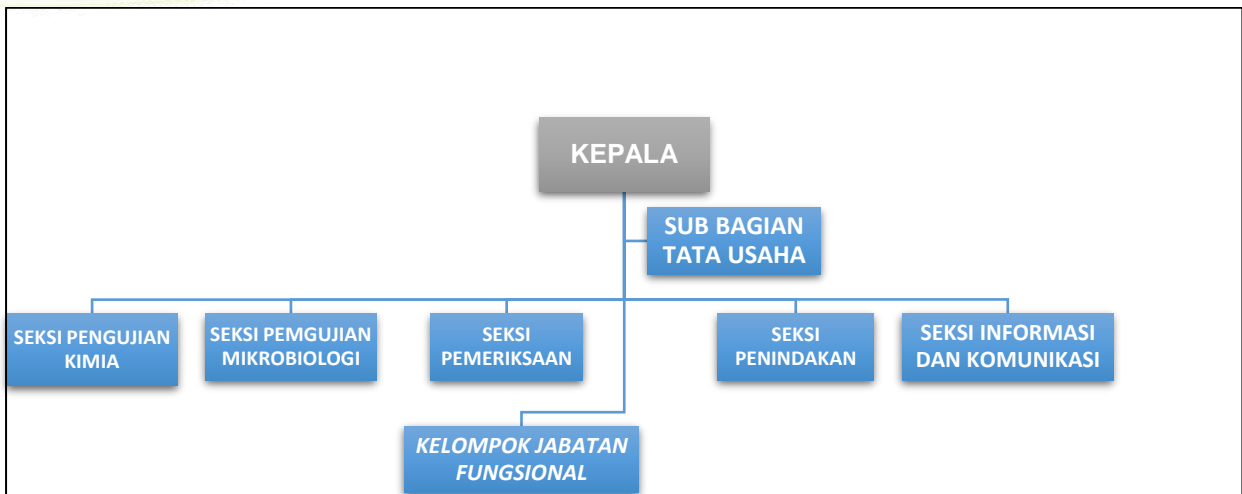 KEPALA
SUB BAGIAN
TATA USAHA
SEKSI PENGUJIAN
KIMIA
SEKSI PEMGUJIAN
MIKROBIOLOGI
SEKSI
PEMERIKSAAN
SEKSI
PENINDAKAN
SEKSI INFORMASI
DAN KOMUNIKASI
KELOMPOK JABATAN
FUNGSIONAL